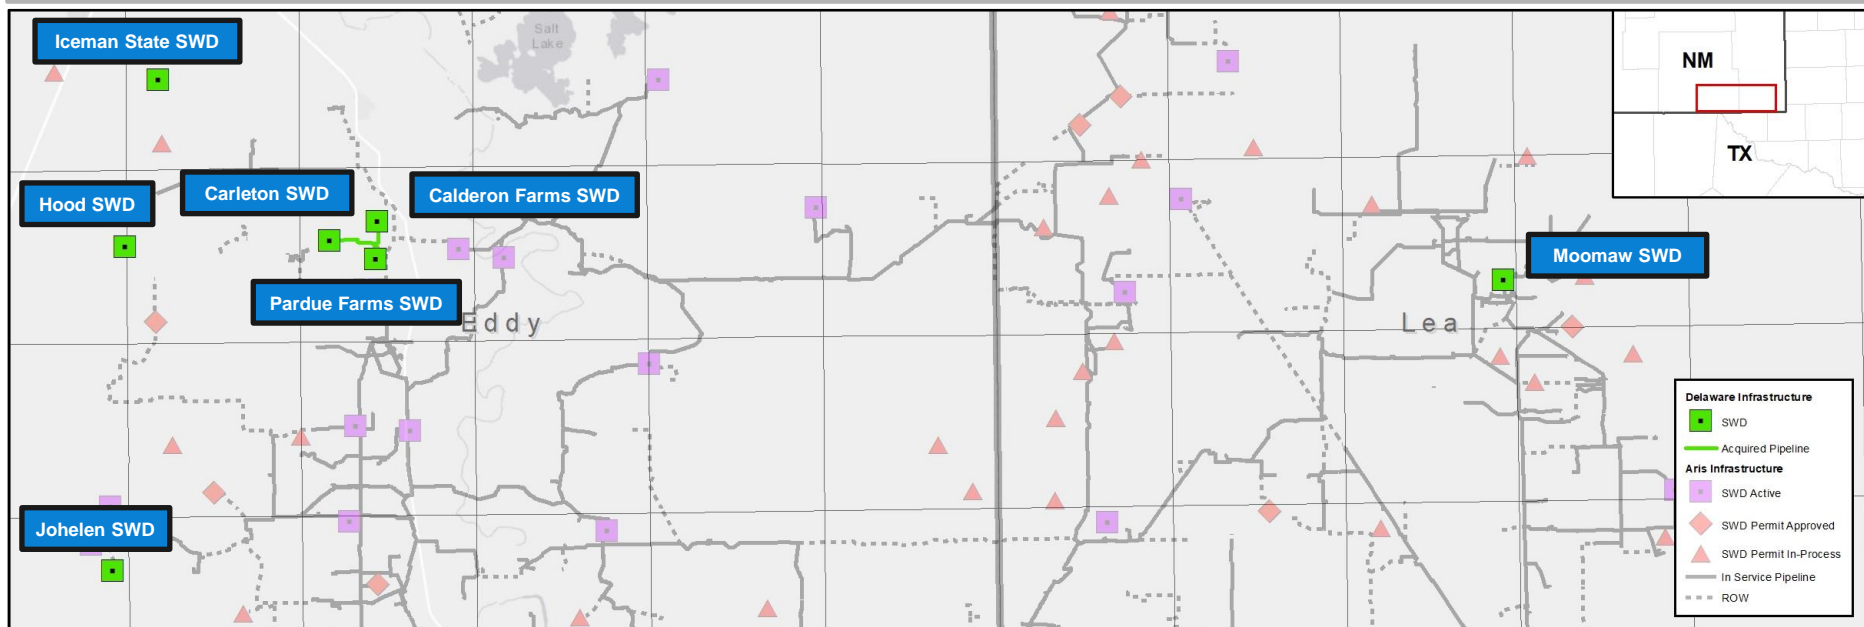 Iceman State SWD
Salt
Lake
NM
TX
Carleton SWD
Calderon Farms SWD
Hood SWD
Moomaw SWD
Pardue Farms SWD
Eddy
Lea
Johelen SWD
Delaware Infrastructure
SWD
Acquired Pipeline
Aris Infrastructure
SWD Active
SWD Permit Approved
SWD Permit In-Process
In Service Pipeline
ROW